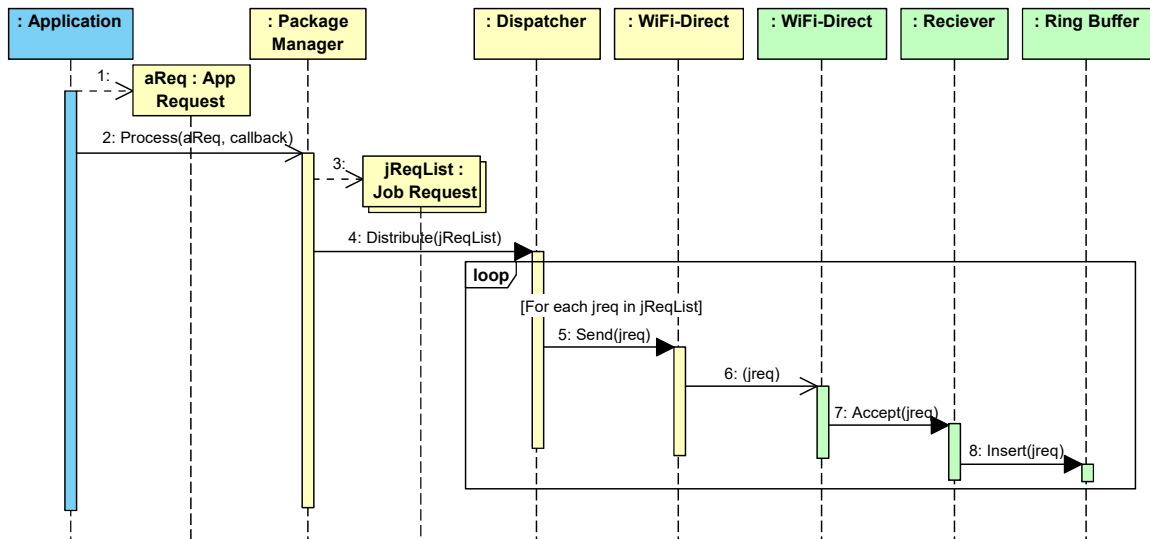 : Application
: Package
Manager
: Dispatcher
: WiFi-Direct
: WiFi-Direct
: Reciever
: Ring Buffer
1:
aReq : App
Request
2: Process(aReq, callback)
3:
jReqList :
Job Request
4: Distribute(jReqList)
loop
[For each jreq in jReqList]
5: Send(jreq)
6: (jreq)
7: Accept(jreq)
8: Insert(jreq)